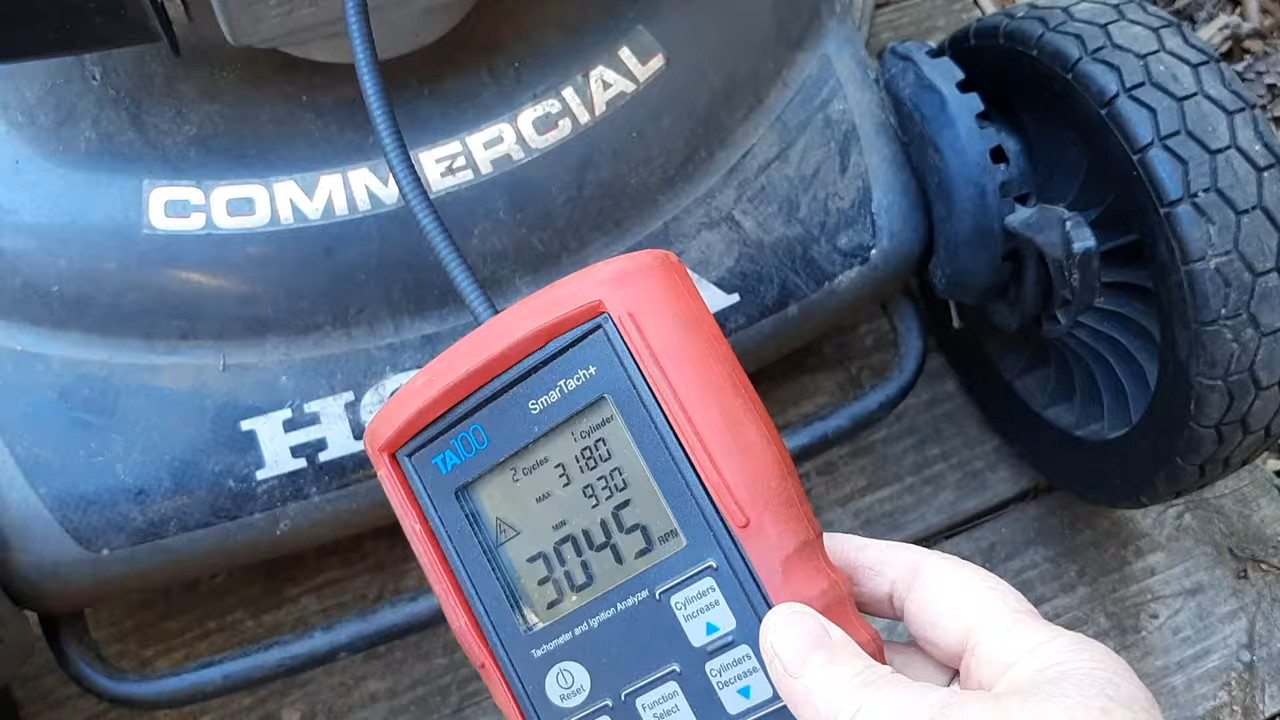 COMMERCIAL
HO
A
SmarTach+
TA100
2 Cycles 1 Cylinder
MAX 3180
MIN 930
3045 RPM
Tachometer and Ignition Analyzer
Cylinders
Increase
Reset
Function
Select
Cylinders
Decrease